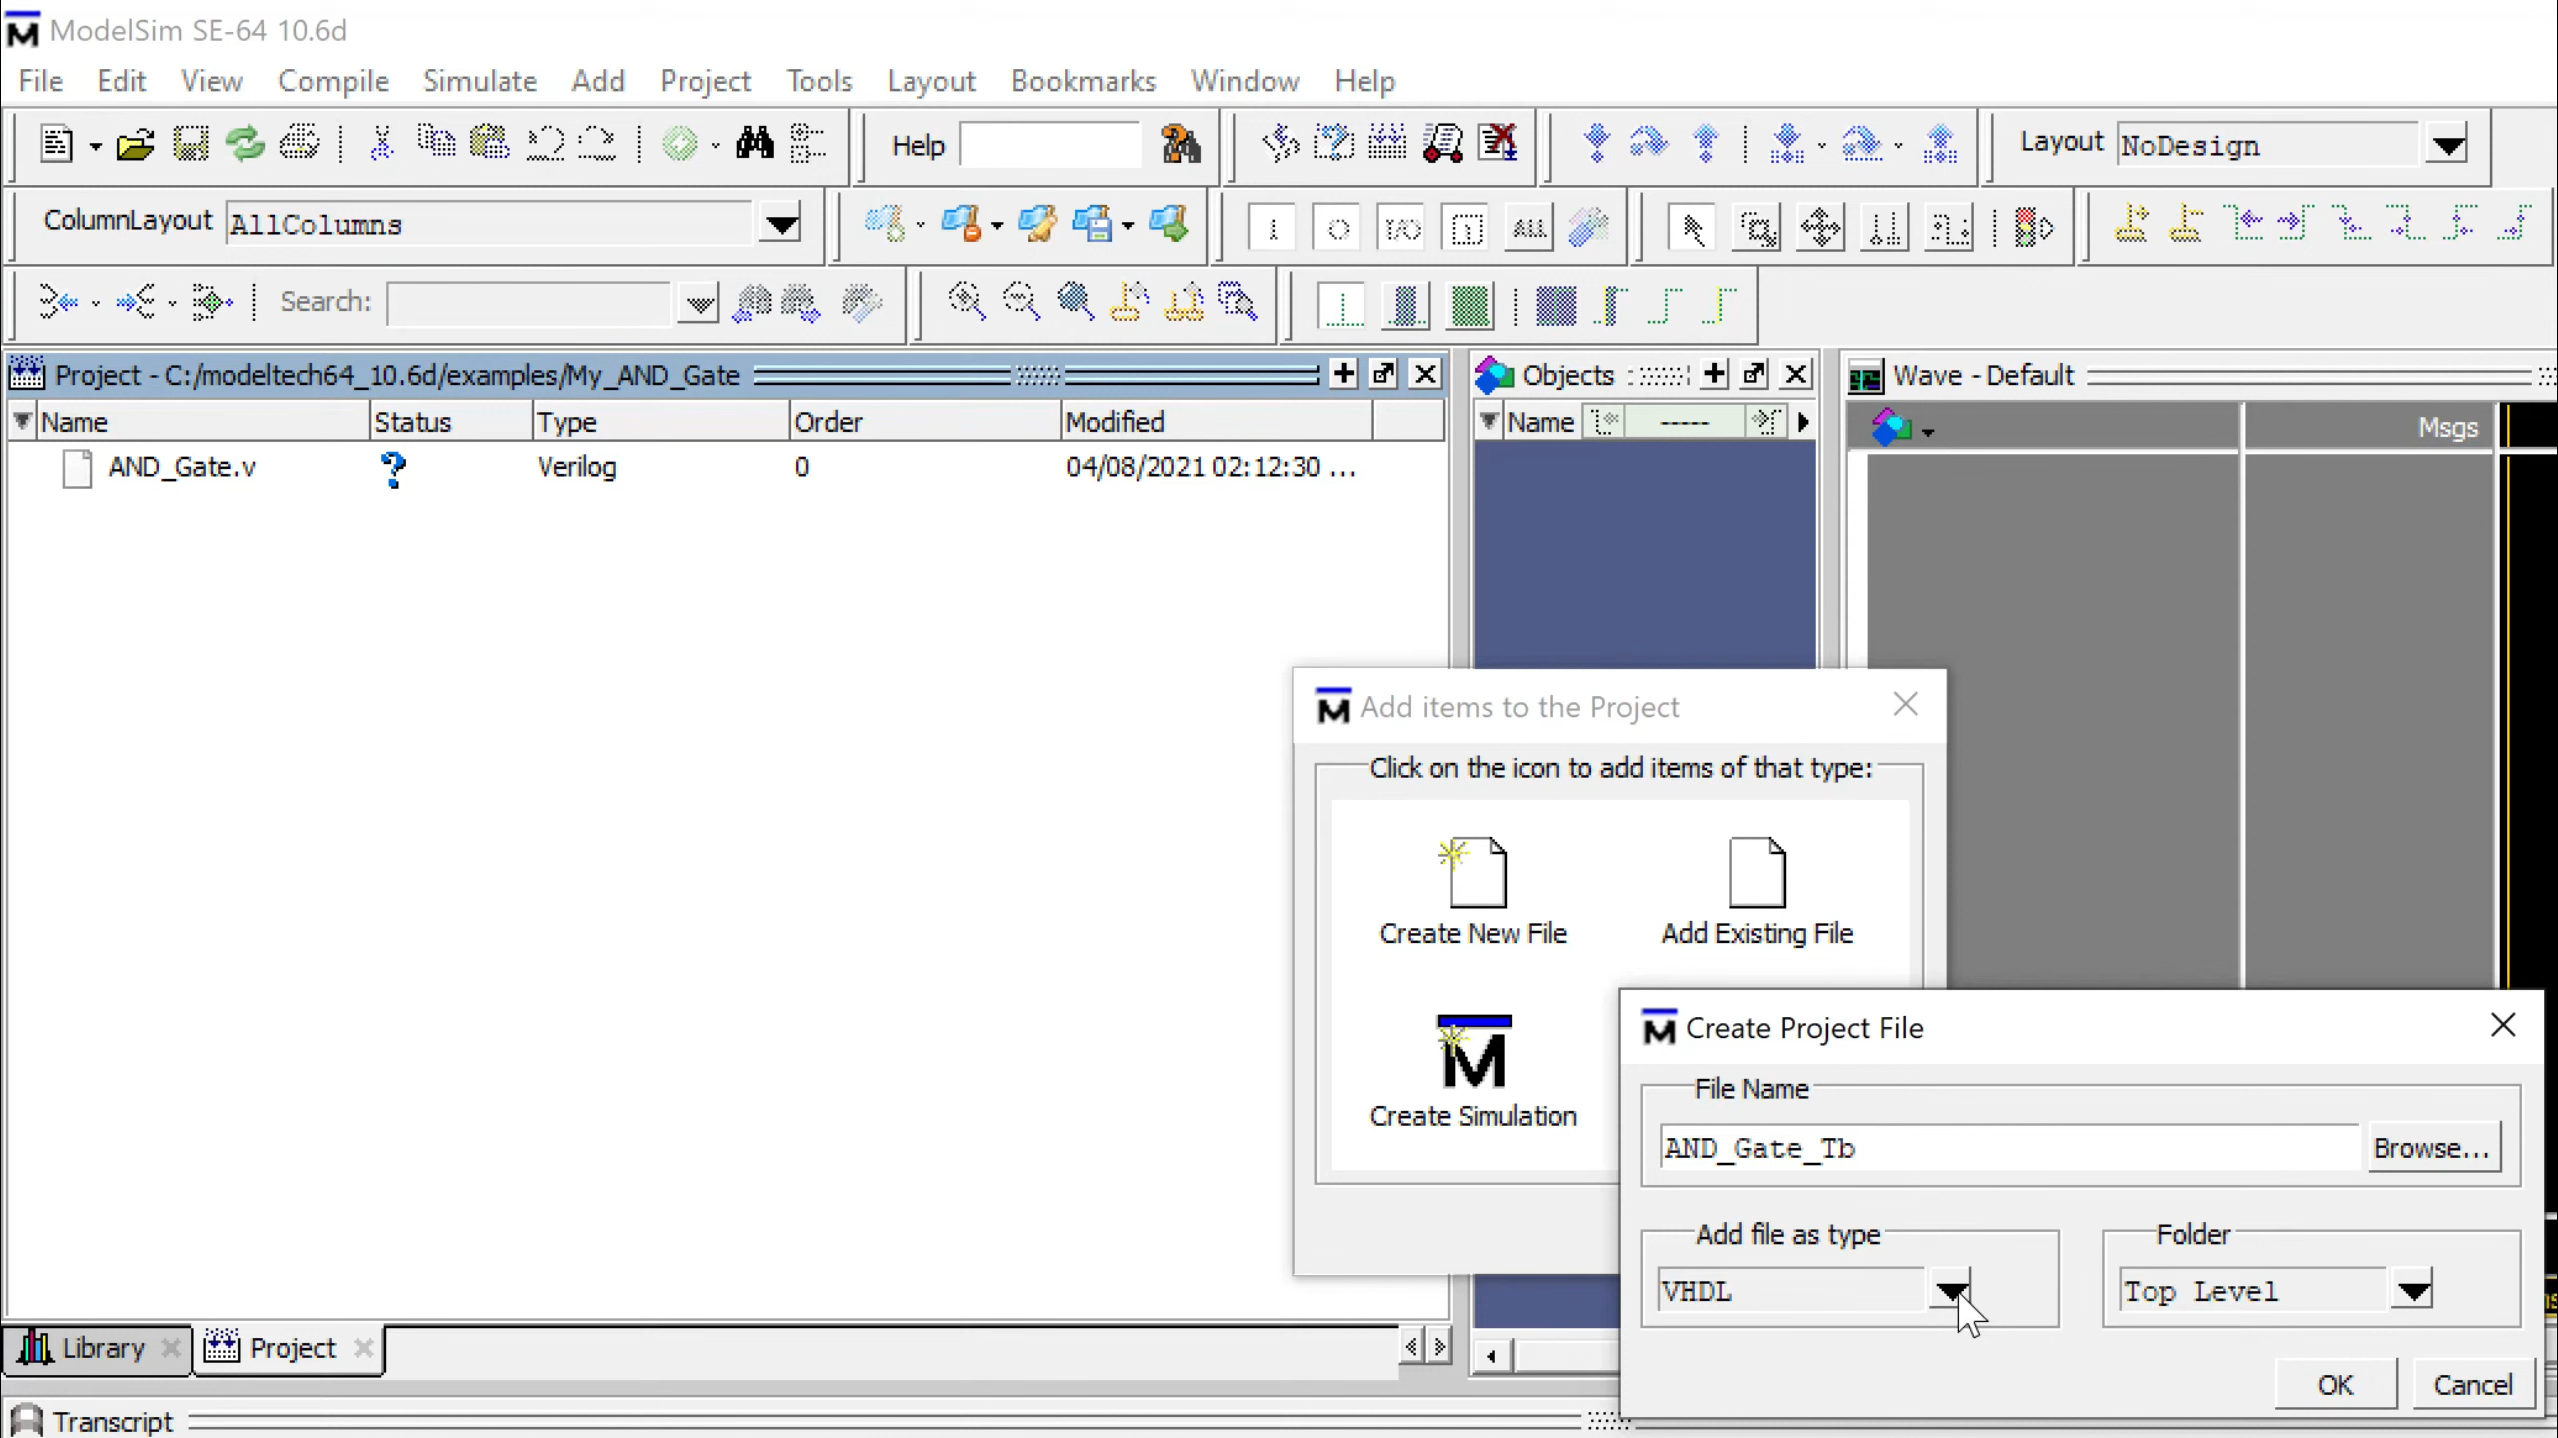 ModelSim SE-64 10.6d
File Edit View Compile Simulate Add Project Tools Layout Bookmarks Window Help
Help
Layout NoDesign
ColumnLayout AllColumns
I O I/O ALL
Search:
Project - C:/modeltech64_10.6d/examples/My_AND_Gate
Name Status Type Order Modified
AND_Gate.v ? Verilog 0 04/08/2021 02:12:30 ...
Objects
Name -----
Wave - Default
Msgs
Add items to the Project
Click on the icon to add items of that type:
Create New File Add Existing File
Create Simulation
Create Project File
File Name
AND_Gate_Tb Browse...
Add file as type Folder
VHDL Top Level
OK Cancel
Library Project
Transcript